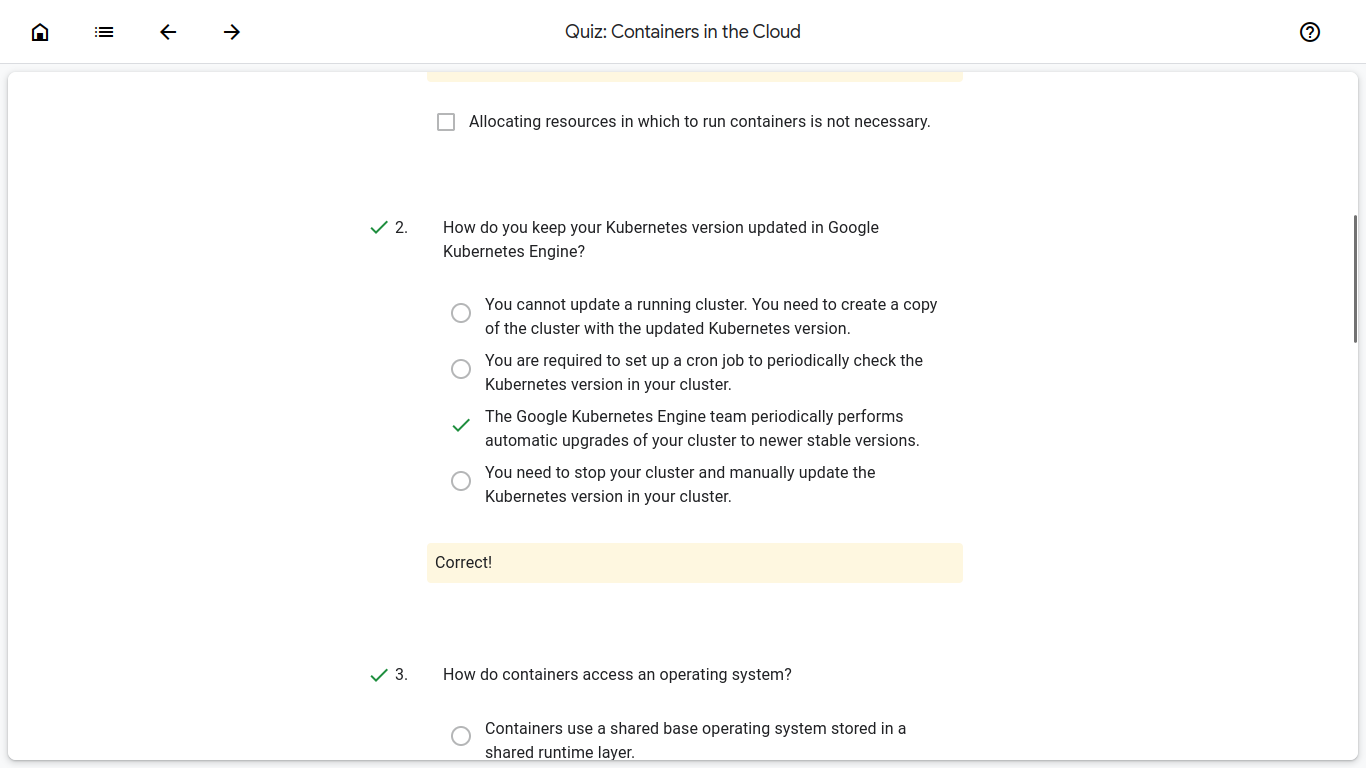 Quiz: Containers in the Cloud
Allocating resources in which to run containers is not necessary.
2. How do you keep your Kubernetes version updated in Google
Kubernetes Engine?
You cannot update a running cluster. You need to create a copy
of the cluster with the updated Kubernetes version.
You are required to set up a cron job to periodically check the
Kubernetes version in your cluster.
The Google Kubernetes Engine team periodically performs
automatic upgrades of your cluster to newer stable versions.
You need to stop your cluster and manually update the
Kubernetes version in your cluster.
Correct!
3. How do containers access an operating system?
Containers use a shared base operating system stored in a
shared runtime layer.